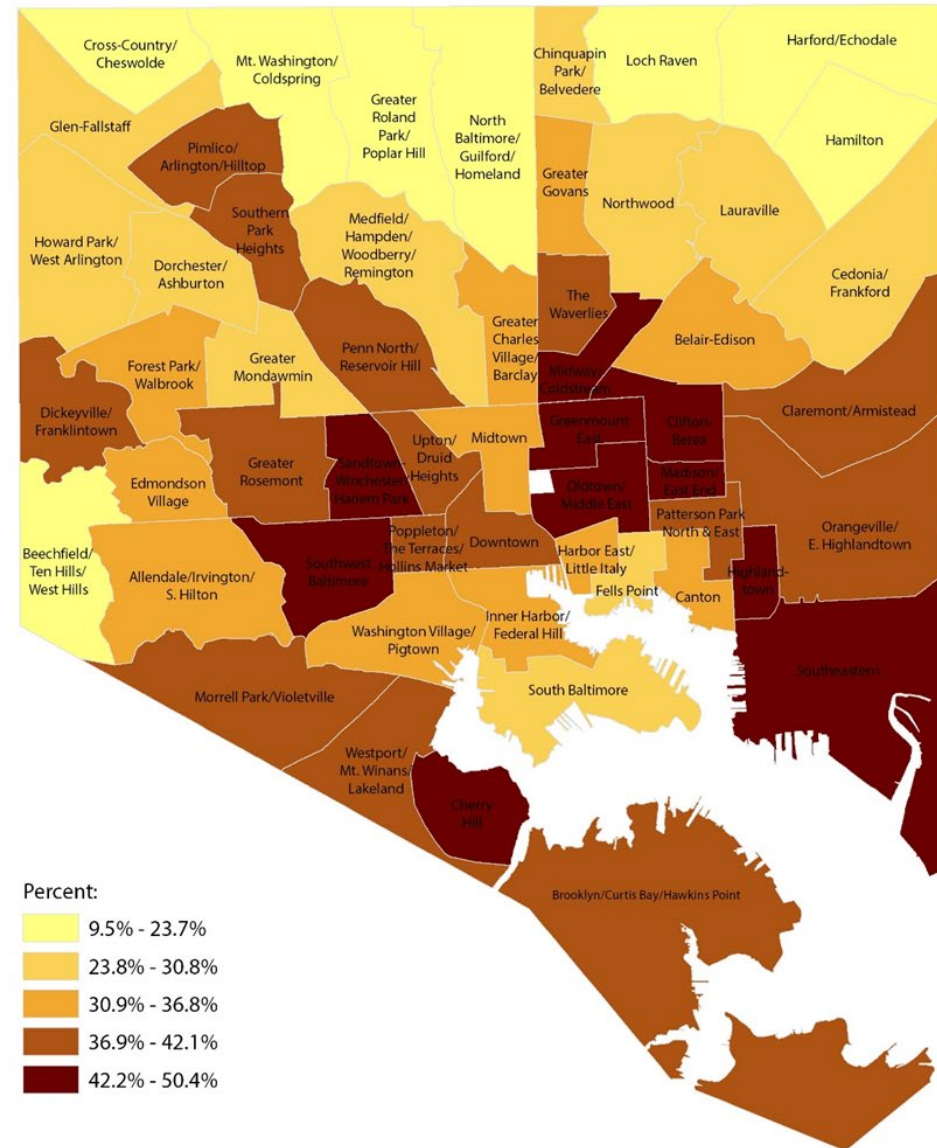 Cross-Country/
Cheswolde
Mt. Washington/
Coldspring
Greater
Roland
Park/
Poplar Hill
North
Baltimore/
Guilford/
Homeland
Chinquapin
Park/
Belvedere
Loch Raven
Harford/Echodale
Hamilton
Glen-Fallstaff
Pimlico/
Arlington/Hilltop
Southern
Park
Heights
Howard Park/
West Arlington
Dorchester/
Ashburton
Medfield/
Hampden/
Woodberry/
Remington
Greater
Govans
Northwood
Lauraville
Cedonia/
Frankford
The
Waverlies
Belair-Edison
Greater
Charles
Village/
Barclay
Penn North/
Reservoir Hill
Greater
Mondawmin
Forest Park/
Walbrook
Dickeyville/
Franklintown
Midway/
Coldstream
Claremont/Armistead
Greenmount
East
Clifton-
Berea
Midtown
Upton/
Druid
Heights
Sandtown-
Winchester/
Harlem Park
Greater
Rosemont
Edmondson
Village
Madison/
East End
Oldtown/
Middle East
Patterson Park
North & East
Orangeville/
E. Highlandtown
Beechfield/
Ten Hills/
West Hills
Allendale/Irvington/
S. Hilton
Southwest
Baltimore
Poppleton/
The Terraces/
Hollins Market
Downtown
Harbor East/
Little Italy
Fells Point
Canton
Highland-
town
Washington Village/
Pigtown
Inner Harbor/
Federal Hill
South Baltimore
Southeastern
Morrell Park/Violetville
Westport/
Mt. Winans/
Lakeland
Cherry
Hill
Brooklyn/Curtis Bay/Hawkins Point
Percent:
9.5% - 23.7%
23.8% - 30.8%
30.9% - 36.8%
36.9% - 42.1%
42.2% - 50.4%